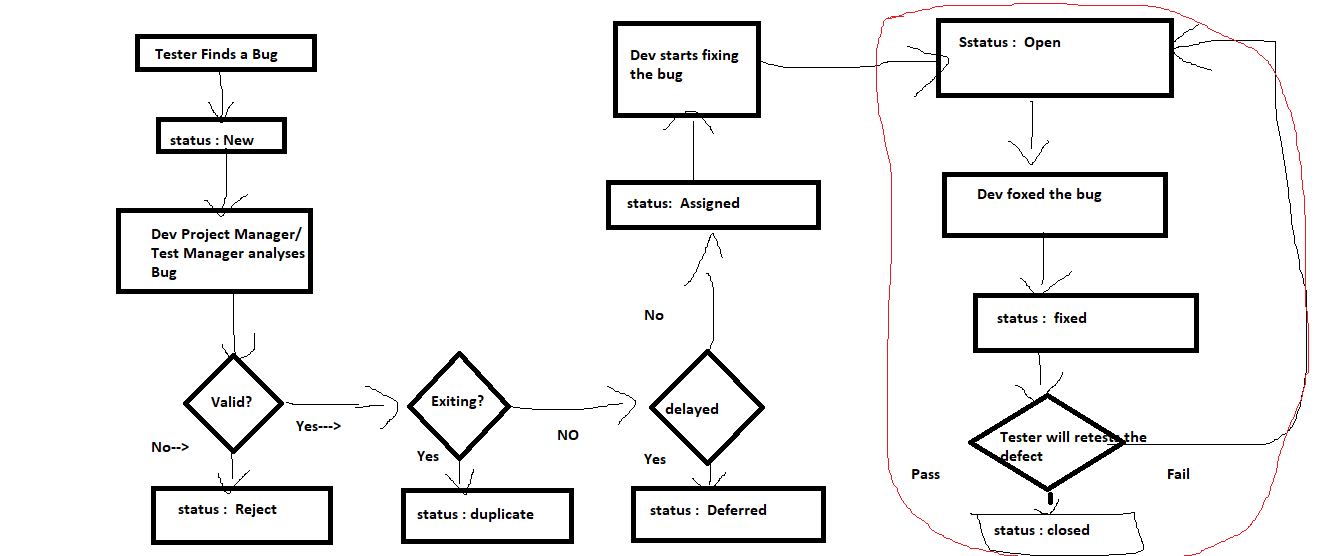 Tester Finds a Bug
status : New
Dev Project Manager/
Test Manager analyses
Bug
Valid?
Yes--->
No-->
status :  Reject
Exiting?
NO
Yes
status : duplicate
delayed
No
Yes
status :  Deferred
status:  Assigned
Dev starts fixing
the bug
Sstatus :  Open
Dev foxed the bug
status :  fixed
Tester will retests the
defect
Pass
Fail
status : closed